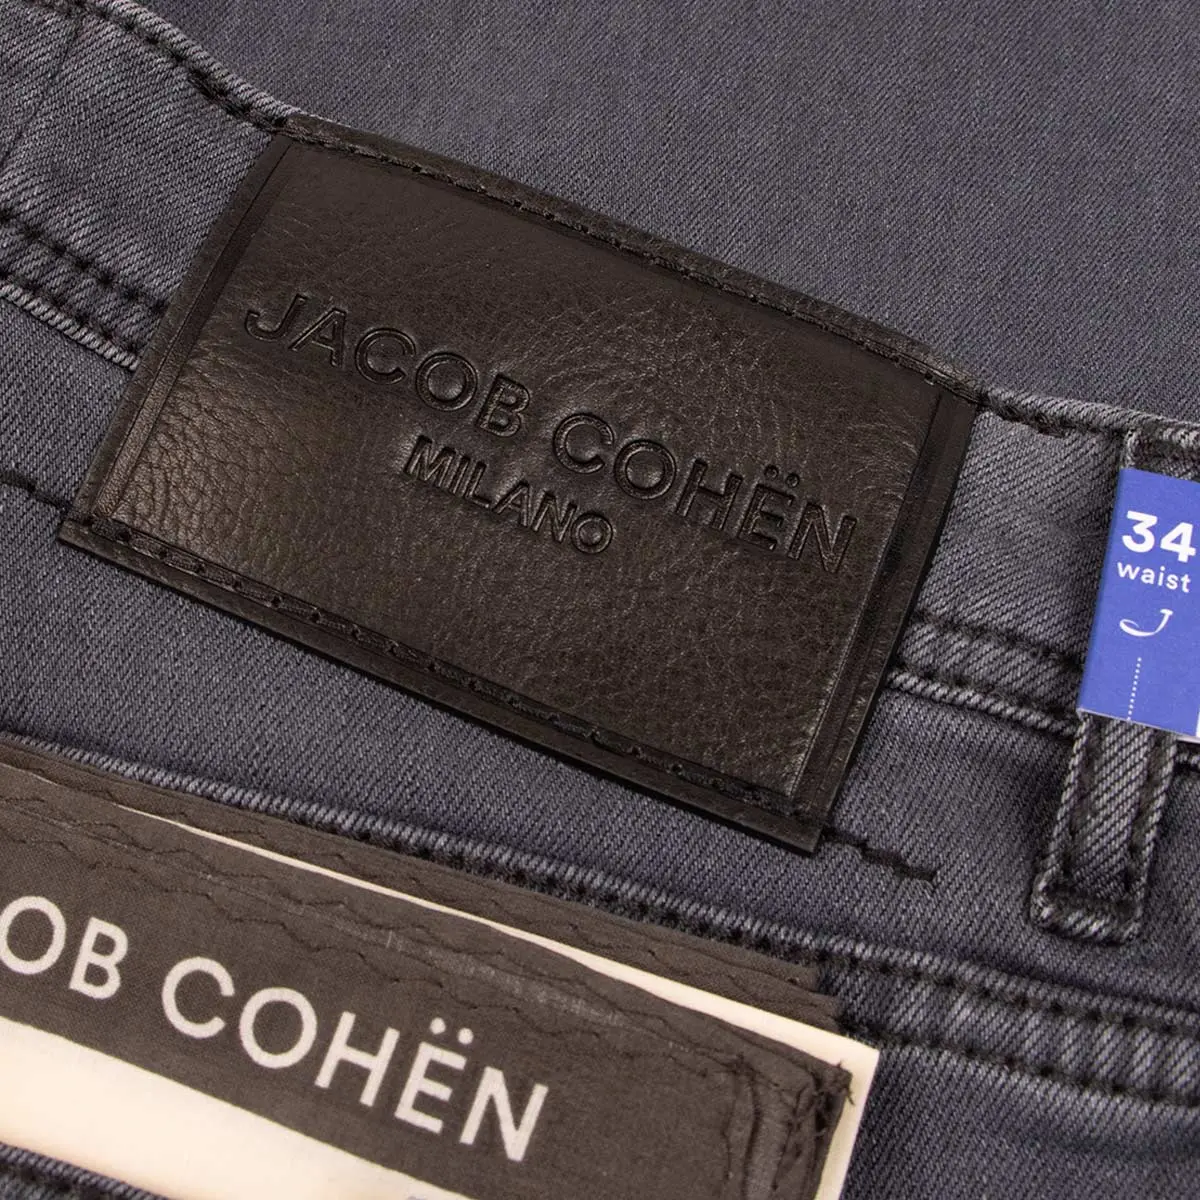 JACOB COHËN
MILANO
34
waist
J
OB COHËN